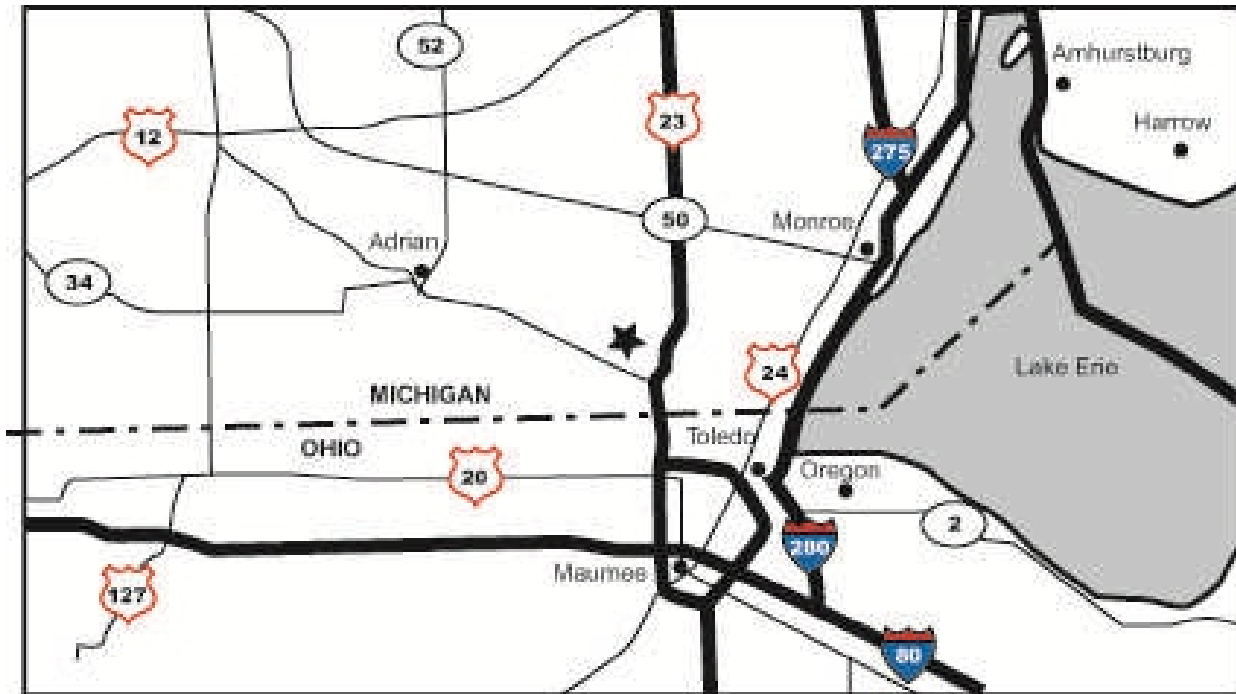 52
Amhurstburg
12
23
Harrow
275
50
Monroe
Adrian
34
24
Lake Erie
MICHIGAN
OHIO
Toledo
20
Oregon
2
280
Maumee
127
80